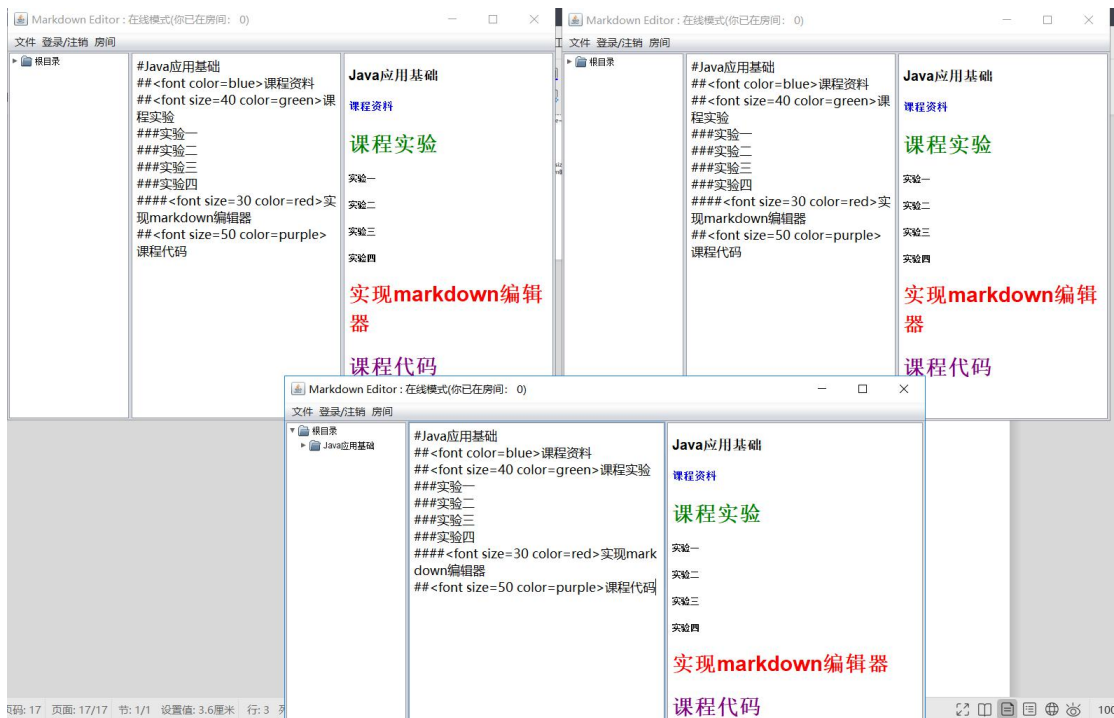 Markdown Editor : 在线模式(你已在房间： 0)
文件 登录/注销 房间
根目录
#Java应用基础
##<font color=blue>课程资料
##<font size=40 color=green>课
程实验
###实验一
###实验二
###实验三
###实验四
####<font size=30 color=red>实
现markdown编辑器
##<font size=50 color=purple>
课程代码
Java应用基础
课程资料
课程实验
实验一
实验二
实验三
实验四
实现markdown编辑
器
课程代码
Markdown Editor : 在线模式(你已在房间： 0)
文件 登录/注销 房间
根目录
#Java应用基础
##<font color=blue>课程资料
##<font size=40 color=green>课
程实验
###实验一
###实验二
###实验三
###实验四
####<font size=30 color=red>实
现markdown编辑器
##<font size=50 color=purple>
课程代码
Java应用基础
课程资料
课程实验
实验一
实验二
实验三
实验四
实现markdown编辑
器
课程代码
Markdown Editor : 在线模式(你已在房间： 0)
文件 登录/注销 房间
根目录
Java应用基础
#Java应用基础
##<font color=blue>课程资料
##<font size=40 color=green>课程实验
###实验一
###实验二
###实验三
###实验四
####<font size=30 color=red>实现mark
down编辑器
##<font size=50 color=purple>课程代码
Java应用基础
课程资料
课程实验
实验一
实验二
实验三
实验四
实现markdown编辑器
课程代码
页码: 17 页面: 17/17 节: 1/1 设置值: 3.6厘米 行: 3